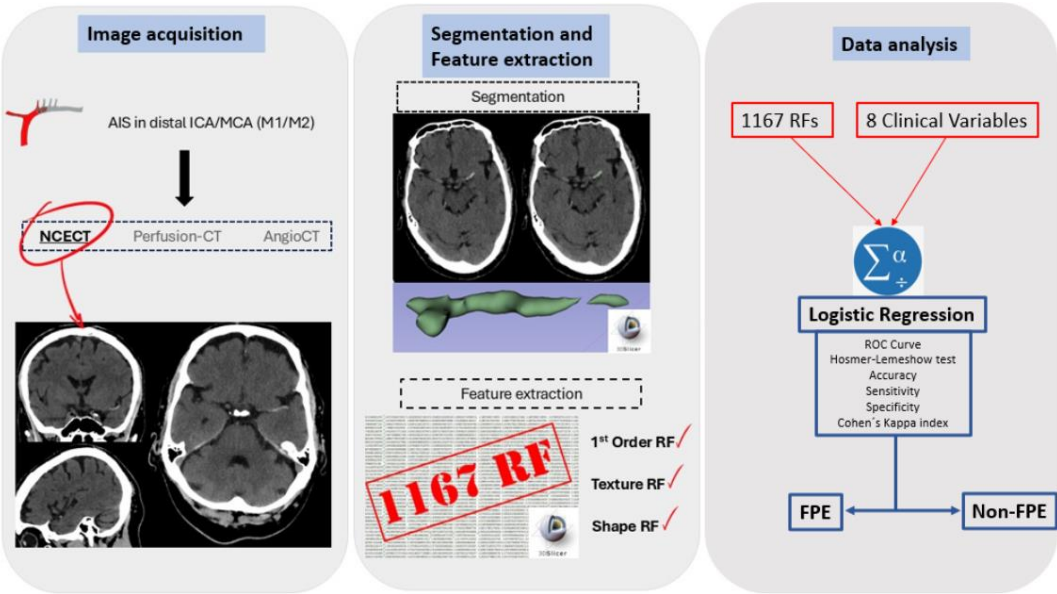 Image acquisition
AIS in distal ICA/MCA (M1/M2)
NCECT Perfusion-CT AngioCT
Segmentation and
Feature extraction
Segmentation
3DSlicer
Feature extraction
1167 RF
1st Order RF
Texture RF
Shape RF
3DSlicer
Data analysis
1167 RFs 8 Clinical Variables
Σ α ÷
Logistic Regression
ROC Curve
Hosmer-Lemeshow test
Accuracy
Sensitivity
Specificity
Cohen´s Kappa index
FPE Non-FPE